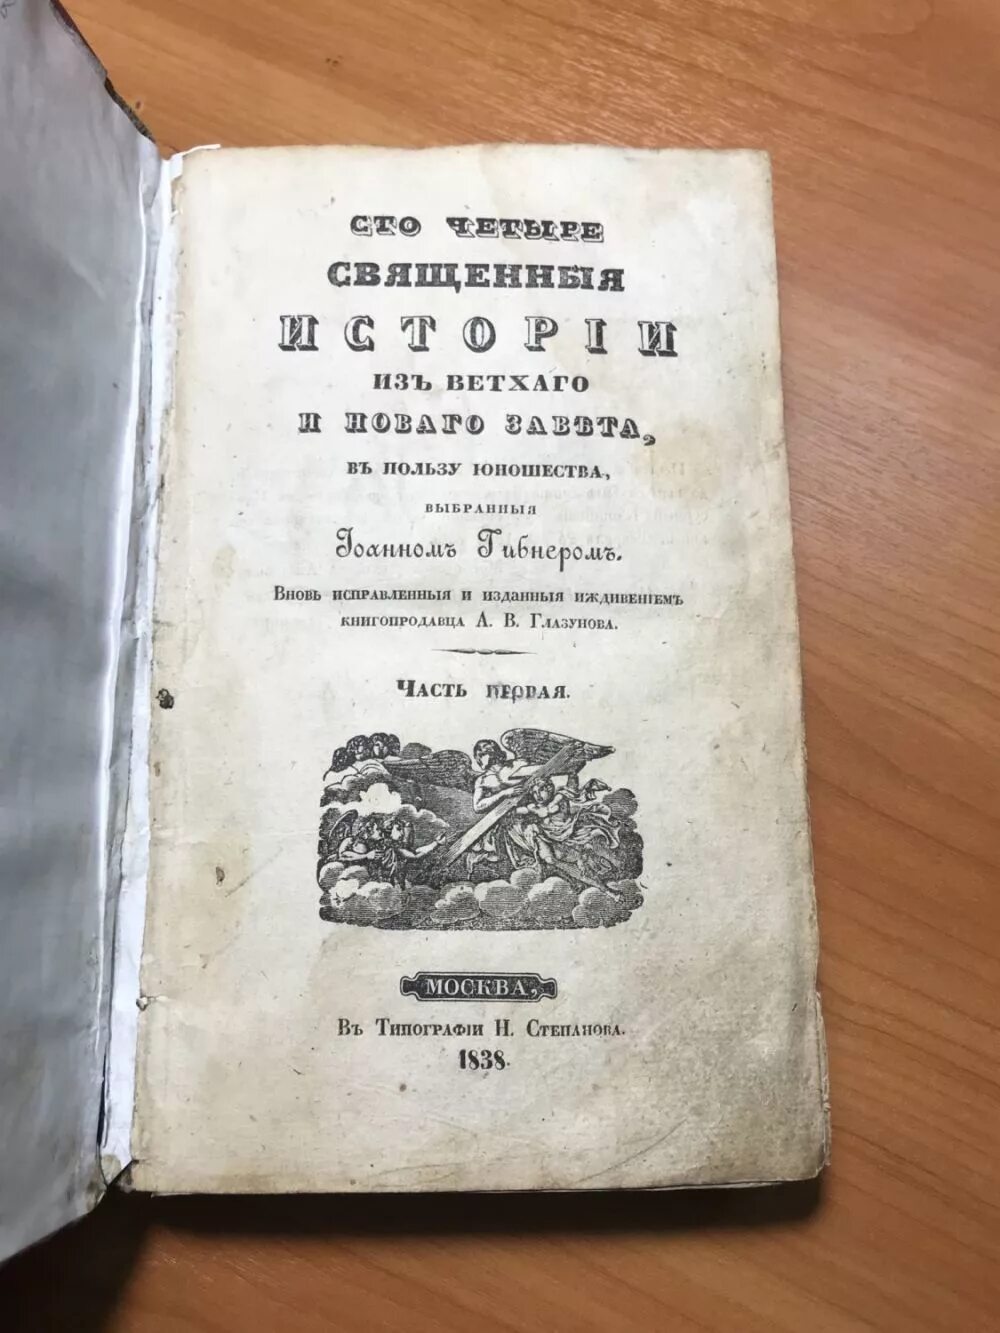 СТО ЧЕТЫРЕ
СВЯЩЕННЫЯ
ИСТОРІИ
ИЗЪ ВЕТХАГО
И НОВАГО ЗАВѢТА,
ВЪ ПОЛЬЗУ ЮНОШЕСТВА,
ВЫБРАННЫЯ
Іоанномъ Гибнеромъ.
Вновь исправленныя и изданныя иждивеніемъ
книгопродавца А. В. Глазунова.
Часть первая.
МОСКВА,
Въ Типографіи Н. Степанова.
1838.